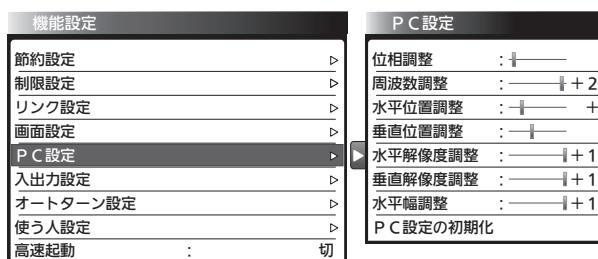 機能設定
節約設定
制限設定
リンク設定
画面設定
PC設定
入出力設定
オートターン設定
使う人設定
高速起動 : 切
PC設定
位相調整 :
周波数調整 : +2
水平位置調整 : +
垂直位置調整 :
水平解像度調整 : +1
垂直解像度調整 : +1
水平幅調整 : +1
PC設定の初期化